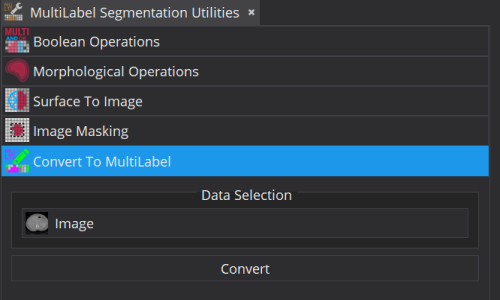 MultiLabel Segmentation Utilities
Boolean Operations
Morphological Operations
Surface To Image
Image Masking
Convert To MultiLabel
Data Selection
Image
Convert